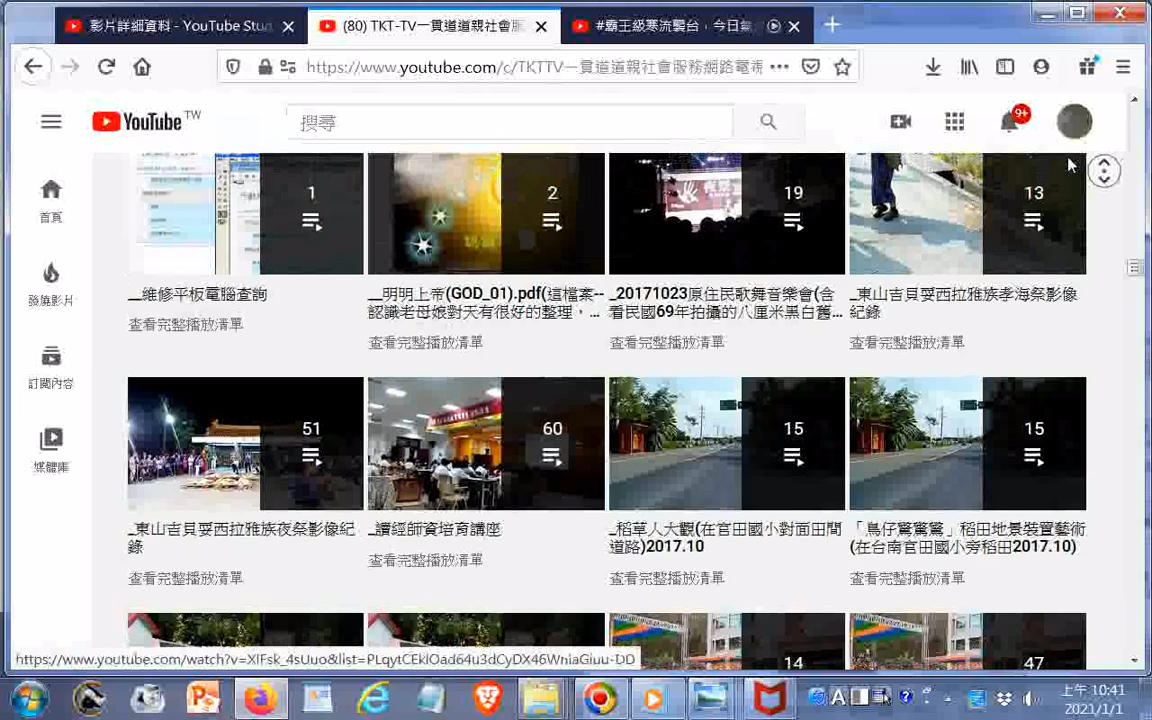 影片詳細資料 - YouTube Stu
(80) TKT-TV一貫道道親社會服
#霸王級寒流襲台，今日氣
https://www.youtube.com/c/TKTTV一貫道道親社會服務網路電視
YouTube TW
搜尋
9+
首頁
發燒影片
訂閱內容
媒體庫
1
2
19
13
__維修平板電腦查詢
查看完整播放清單
__明明上帝(GOD_01).pdf(這檔案--
認識老母娘對天有很好的整理，...
查看完整播放清單
_20171023原住民歌舞音樂會(含
看民國69年拍攝的八厘米黑白舊...
查看完整播放清單
_東山吉貝耍西拉雅族孝海祭影像
紀錄
查看完整播放清單
51
60
15
15
_東山吉貝耍西拉雅族夜祭影像紀
錄
查看完整播放清單
_讀經師資培育講座
查看完整播放清單
_稻草人大觀(在官田國小對面田間
道路)2017.10
查看完整播放清單
「鳥仔驚驚驚」稻田地景裝置藝術
(在台南官田國小旁稻田2017.10)
查看完整播放清單
14
47
上午 10:41
2021/1/1